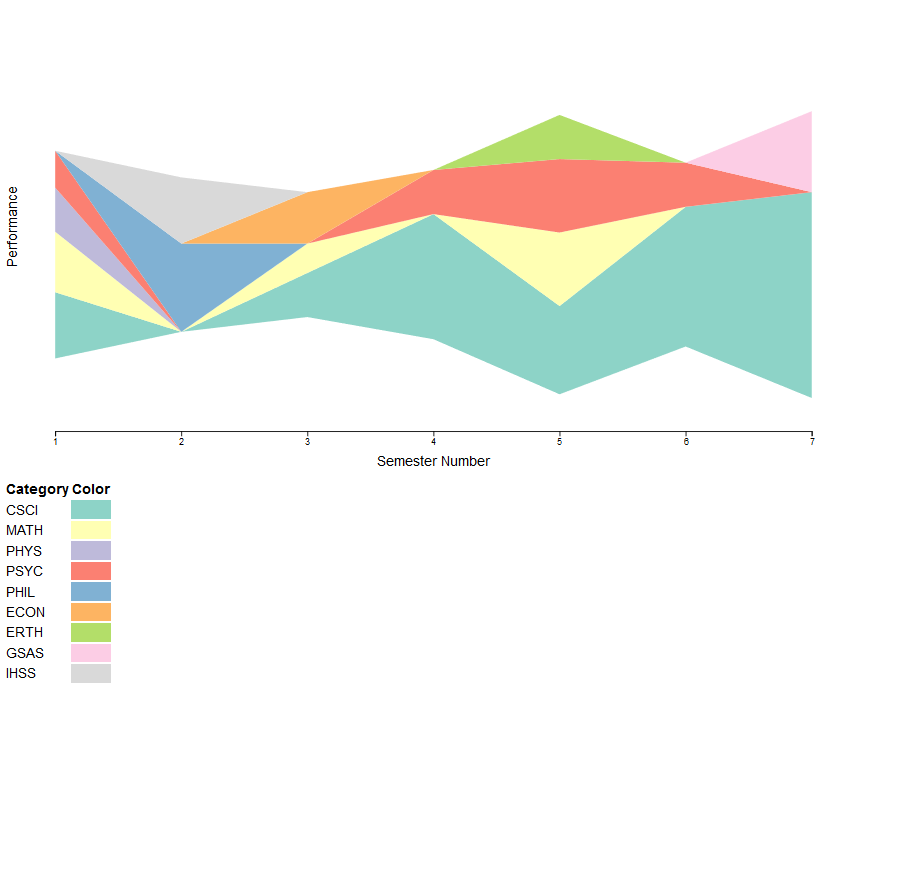 Performance
1 2 3 4 5 6 7
Semester Number
Category Color
CSCI
MATH
PHYS
PSYC
PHIL
ECON
ERTH
GSAS
IHSS